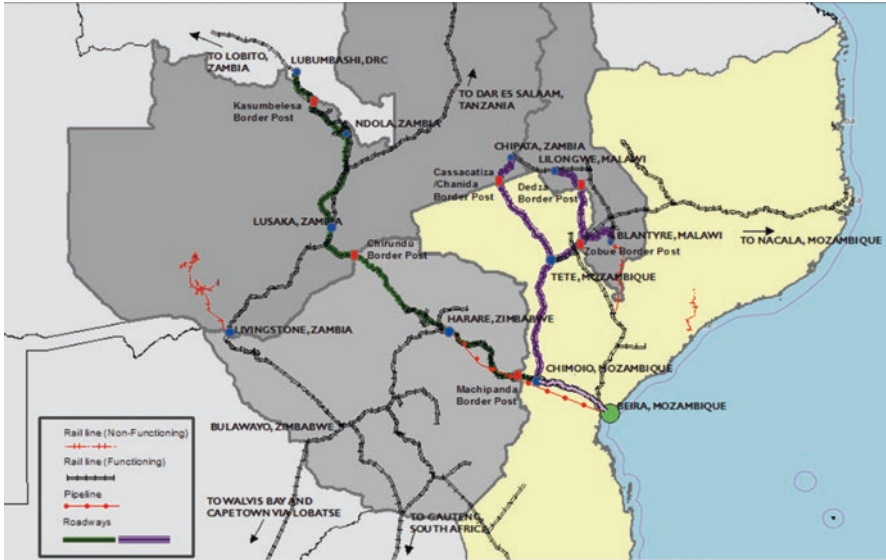 TO LOBITO,
ZAMBIA
LUBUMBASHI, DRC
Kasumbelesa
Border Post
NDOLA, ZAMBIA
TO DAR ES SALAAM,
TANZANIA
CHIPATA, ZAMBIA
Cassacatiza
/Chanida
Border Post
LILONGWE, MALAWI
Dedza
Border Post
LUSAKA, ZAMBIA
Chirundu
Border Post
BLANTYRE, MALAWI
Zobue Border Post
TO NACALA, MOZAMBIQUE
TETE, MOZAMBIQUE
LIVINGSTONE, ZAMBIA
HARARE, ZIMBABWE
CHIMOIO, MOZAMBIQUE
Machipanda
Border Post
BEIRA, MOZAMBIQUE
BULAWAYO, ZIMBABWE
Rail line (Non-Functioning)
Rail line (Functioning)
Pipeline
Roadways
TO WALVIS BAY AND
CAPETOWN VIA LOBATSE
TO GAUTENG,
SOUTH AFRICA